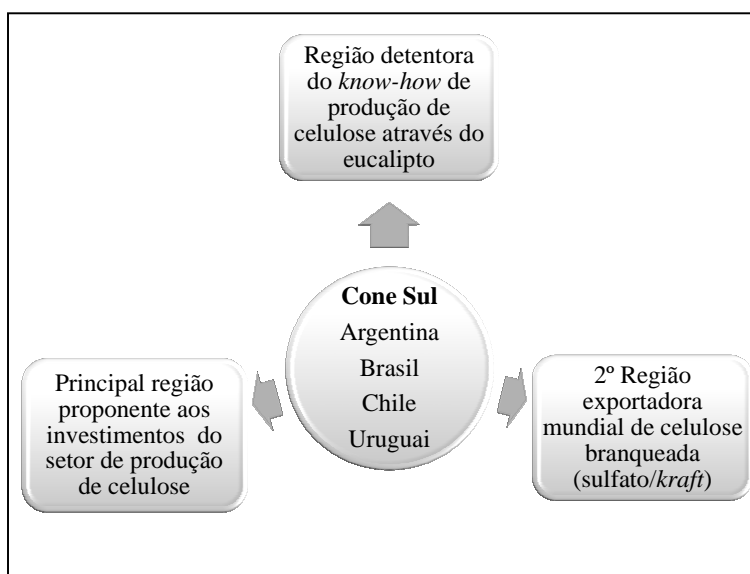 Região detentora
do know-how de
produção de
celulose através do
eucalipto
Cone Sul
Argentina
Brasil
Chile
Uruguai
Principal região
proponente aos
investimentos do
setor de produção
de celulose
2º Região
exportadora
mundial de celulose
branqueada
(sulfato/kraft)